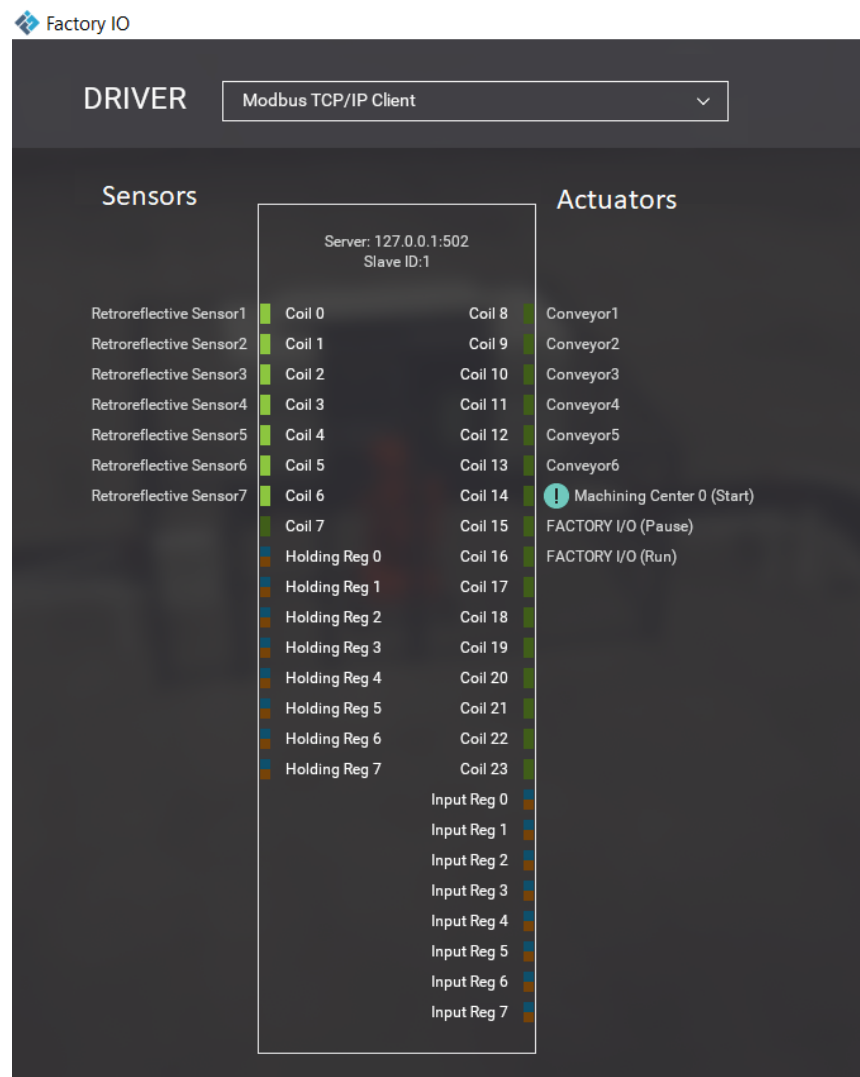 Factory IO
DRIVER Modbus TCP/IP Client
Sensors Actuators
Server: 127.0.0.1:502
Slave ID:1
Retroreflective Sensor1 Coil 0 Coil 8 Conveyor1
Retroreflective Sensor2 Coil 1 Coil 9 Conveyor2
Retroreflective Sensor3 Coil 2 Coil 10 Conveyor3
Retroreflective Sensor4 Coil 3 Coil 11 Conveyor4
Retroreflective Sensor5 Coil 4 Coil 12 Conveyor5
Retroreflective Sensor6 Coil 5 Coil 13 Conveyor6
Retroreflective Sensor7 Coil 6 Coil 14 ! Machining Center 0 (Start)
Coil 7 Coil 15 FACTORY I/O (Pause)
Holding Reg 0 Coil 16 FACTORY I/O (Run)
Holding Reg 1 Coil 17
Holding Reg 2 Coil 18
Holding Reg 3 Coil 19
Holding Reg 4 Coil 20
Holding Reg 5 Coil 21
Holding Reg 6 Coil 22
Holding Reg 7 Coil 23
Input Reg 0
Input Reg 1
Input Reg 2
Input Reg 3
Input Reg 4
Input Reg 5
Input Reg 6
Input Reg 7